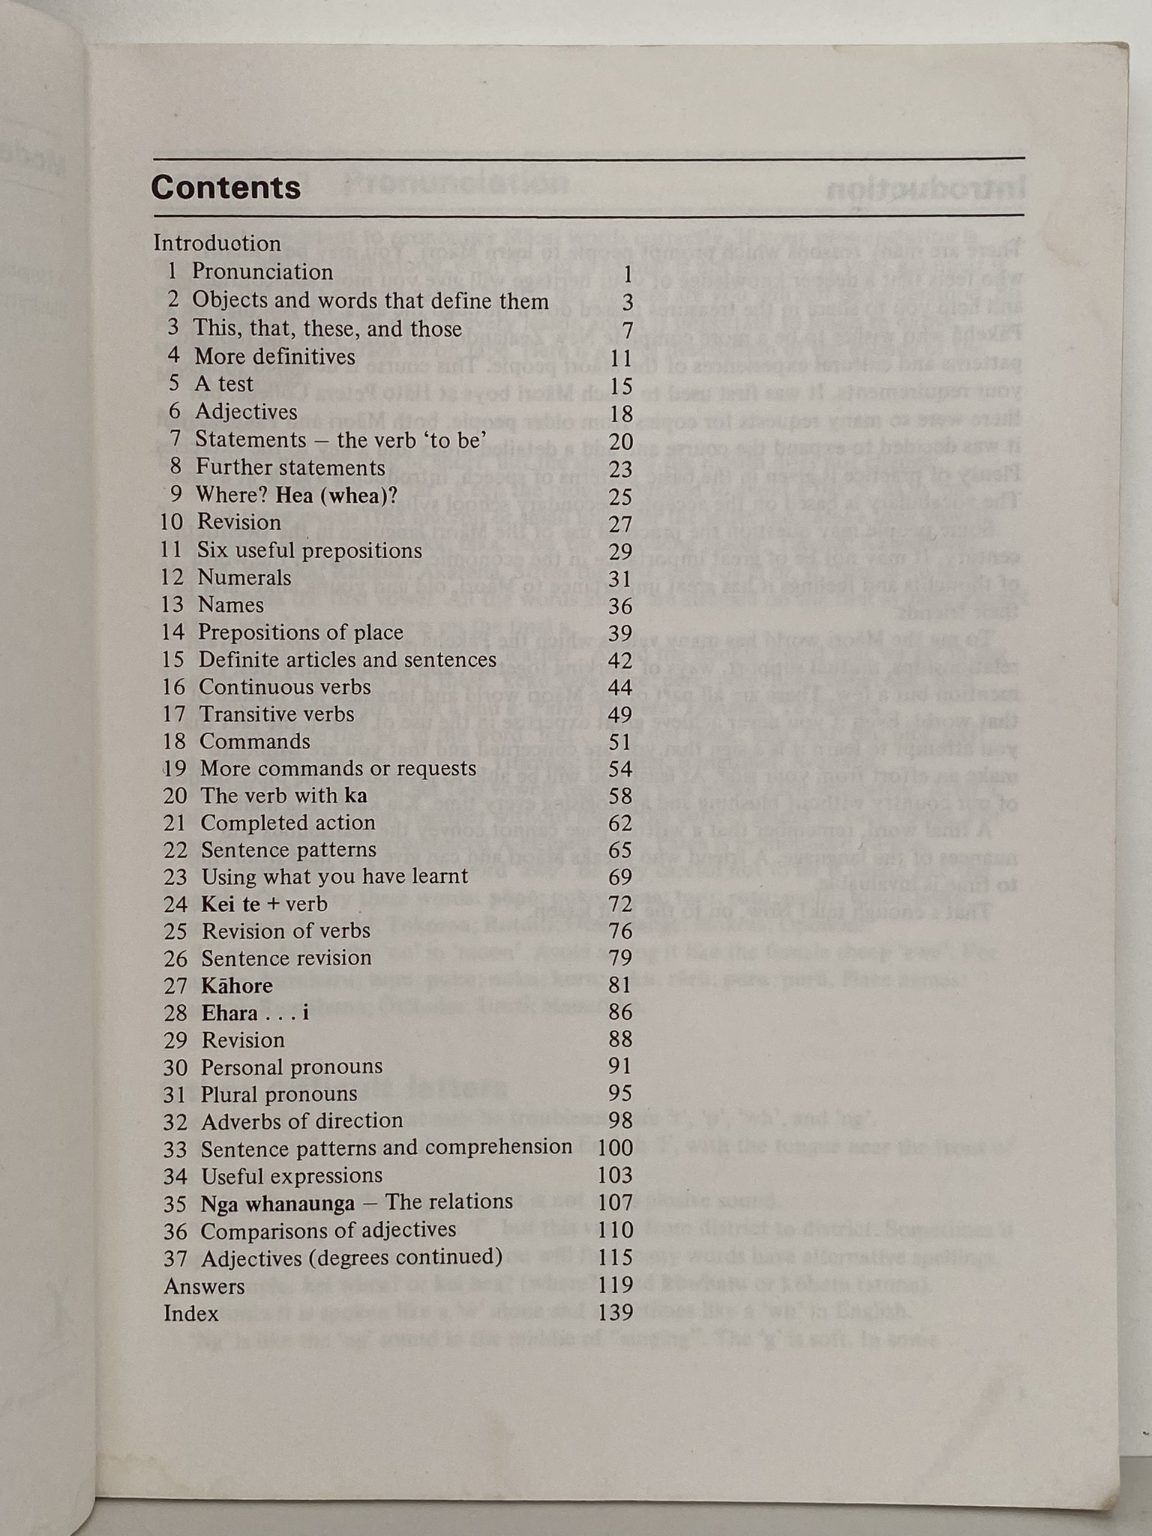 Contents
Introduction
1 Pronunciation 1
2 Objects and words that define them 3
3 This, that, these, and those 7
4 More definitives 11
5 A test 15
6 Adjectives 18
7 Statements – the verb ‘to be’ 20
8 Further statements 23
9 Where? Hea (whea)? 25
10 Revision 27
11 Six useful prepositions 29
12 Numerals 31
13 Names 36
14 Prepositions of place 39
15 Definite articles and sentences 42
16 Continuous verbs 44
17 Transitive verbs 49
18 Commands 51
19 More commands or requests 54
20 The verb with ka 58
21 Completed action 62
22 Sentence patterns 65
23 Using what you have learnt 69
24 Kei te + verb 72
25 Revision of verbs 76
26 Sentence revision 79
27 Kāhore 81
28 Ehara . . . i 86
29 Revision 88
30 Personal pronouns 91
31 Plural pronouns 95
32 Adverbs of direction 98
33 Sentence patterns and comprehension 100
34 Useful expressions 103
35 Nga whanaunga – The relations 107
36 Comparisons of adjectives 110
37 Adjectives (degrees continued) 115
Answers 119
Index 139